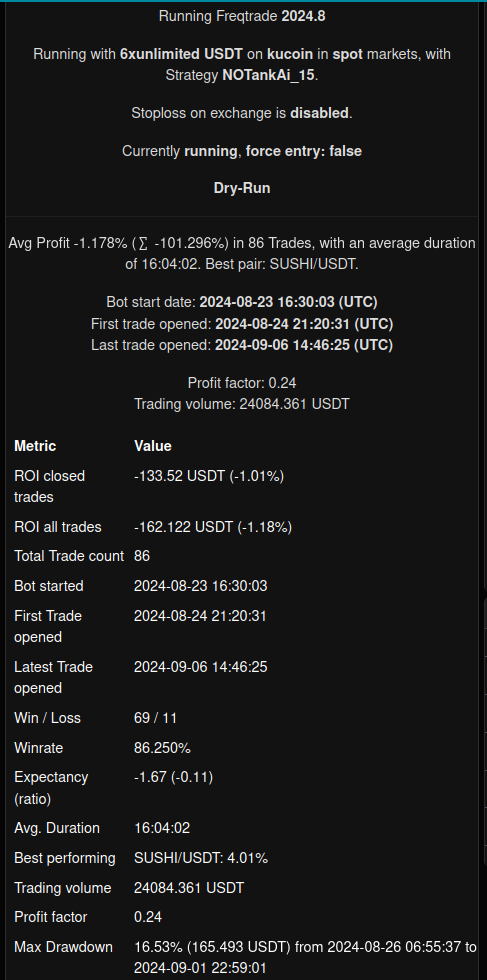 Running Freqtrade 2024.8
Running with 6xunlimited USDT on kucoin in spot markets, with
Strategy NOTankAi_15.
Stoploss on exchange is disabled.
Currently running, force entry: false
Dry-Run
Avg Profit -1.178% (∑ -101.296%) in 86 Trades, with an average duration
of 16:04:02. Best pair: SUSHI/USDT.
Bot start date: 2024-08-23 16:30:03 (UTC)
First trade opened: 2024-08-24 21:20:31 (UTC)
Last trade opened: 2024-09-06 14:46:25 (UTC)
Profit factor: 0.24
Trading volume: 24084.361 USDT
Metric Value
ROI closed
trades -133.52 USDT (-1.01%)
ROI all trades -162.122 USDT (-1.18%)
Total Trade count 86
Bot started 2024-08-23 16:30:03
First Trade
opened 2024-08-24 21:20:31
Latest Trade
opened 2024-09-06 14:46:25
Win / Loss 69 / 11
Winrate 86.250%
Expectancy
(ratio) -1.67 (-0.11)
Avg. Duration 16:04:02
Best performing SUSHI/USDT: 4.01%
Trading volume 24084.361 USDT
Profit factor 0.24
Max Drawdown 16.53% (165.493 USDT) from 2024-08-26 06:55:37 to
2024-09-01 22:59:01